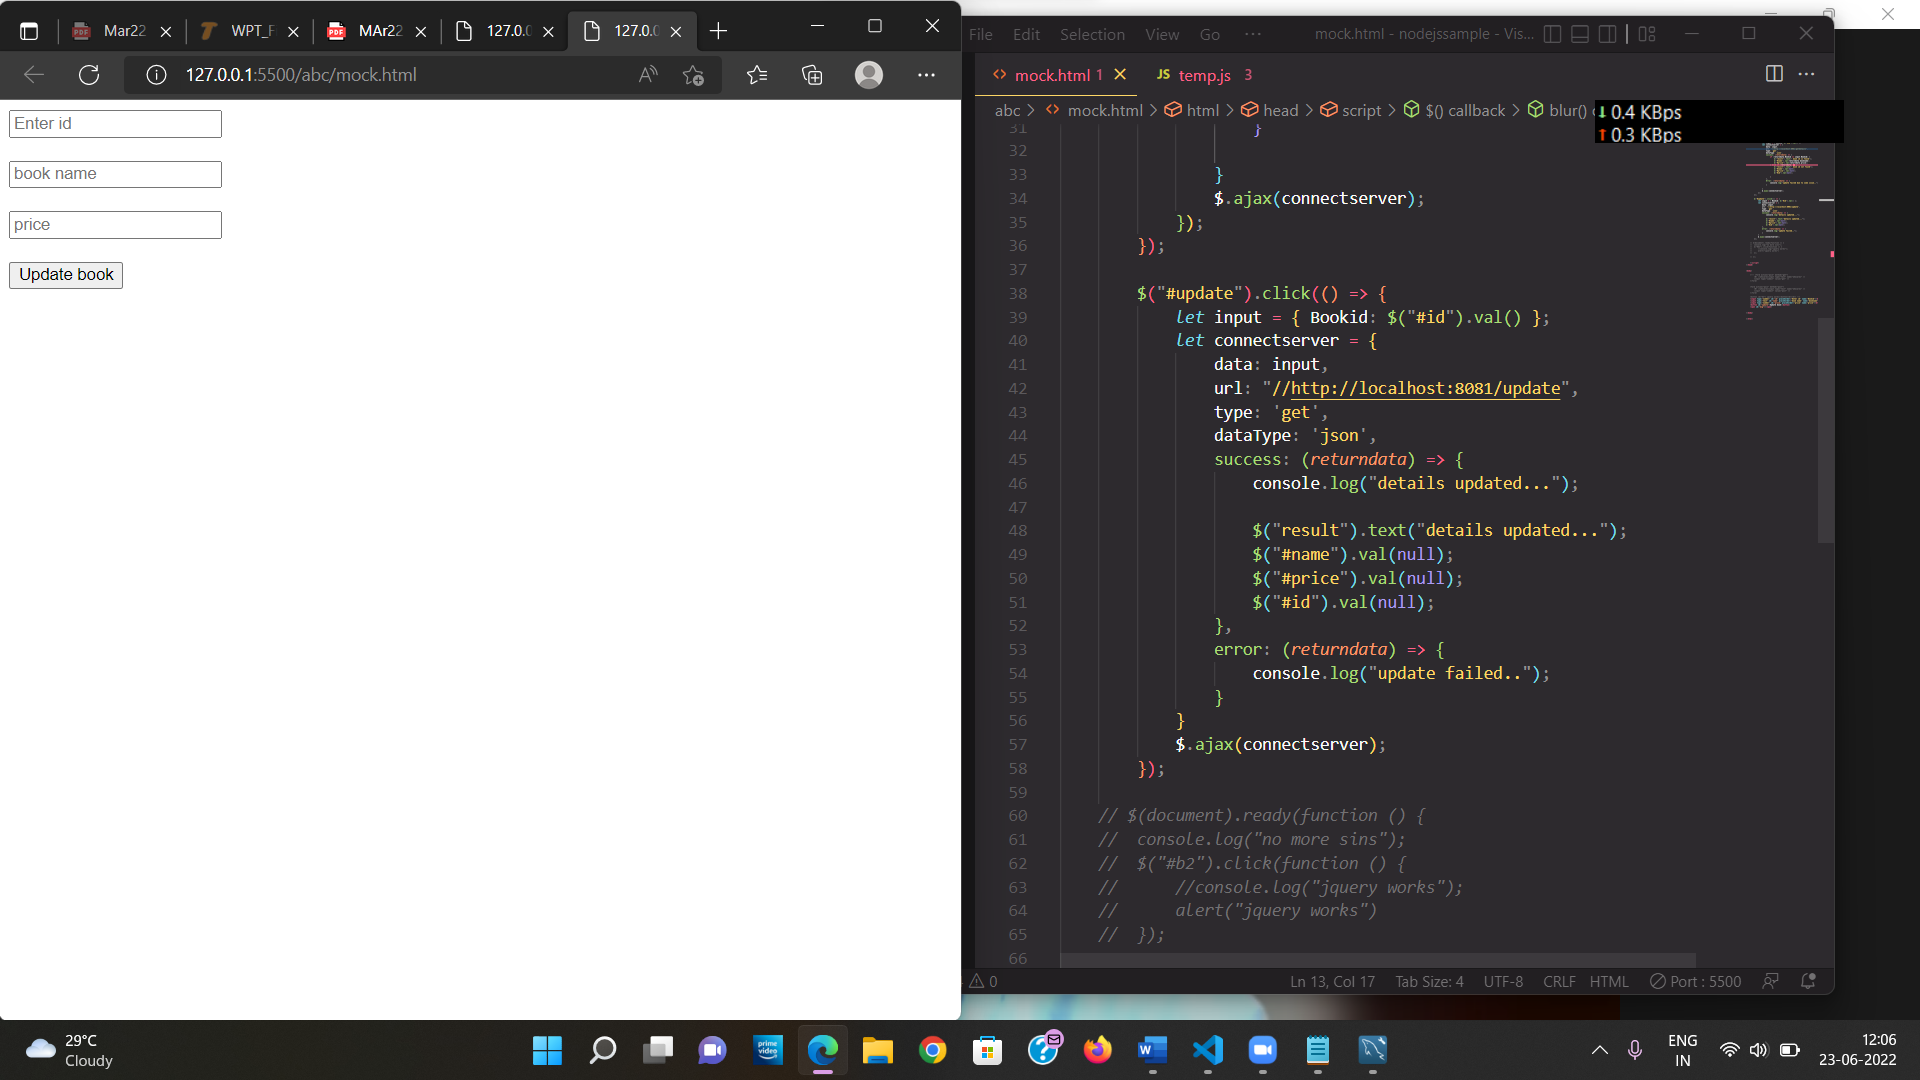 Mar22
WPT_F
MAr22
127.0.0
127.0.0
127.0.0.1:5500/abc/mock.html
Enter id
book name
price
Update book
File Edit Selection View Go ... mock.html - nodejssample - Vis...
mock.html 1
JS temp.js 3
abc > mock.html > html > head > script > $() callback > blur()
0.4 KBps
0.3 KBps
31 }
32
33 }
34 $.ajax(connectserver);
35 });
36 });
37
38 $("#update").click(() => {
39 let input = { Bookid: $("#id").val() };
40 let connectserver = {
41 data: input,
42 url: "//http://localhost:8081/update",
43 type: 'get',
44 dataType: 'json',
45 success: (returndata) => {
46 console.log("details updated...");
47
48 $("result").text("details updated...");
49 $("#name").val(null);
50 $("#price").val(null);
51 $("#id").val(null);
52 },
53 error: (returndata) => {
54 console.log("update failed..");
55 }
56 }
57 $.ajax(connectserver);
58 });
59
60 // $(document).ready(function () {
61 // console.log("no more sins");
62 // $("#b2").click(function () {
63 // //console.log("jquery works");
64 // alert("jquery works")
65 // });
66
0 Ln 13, Col 17 Tab Size: 4 UTF-8 CRLF HTML Port : 5500
29°C
Cloudy
prime
video
ENG
IN
12:06
23-06-2022